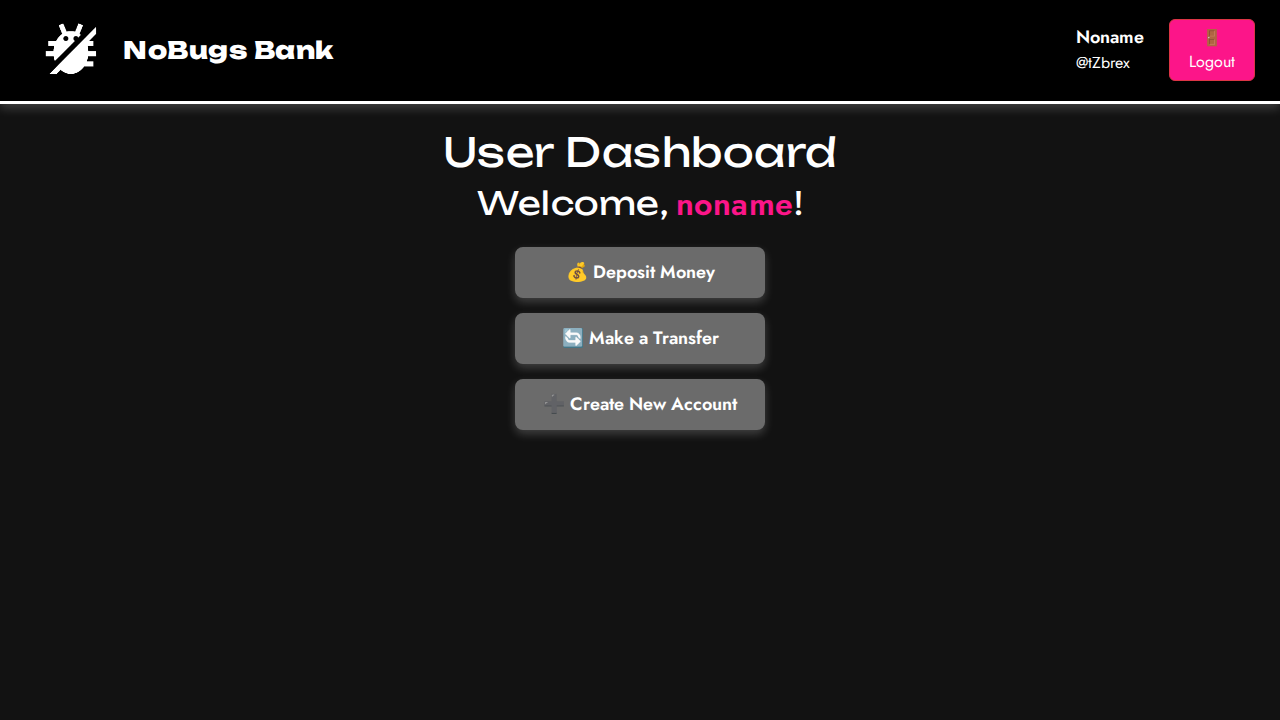 NoBugs Bank
Noname
@tZbrex
🚪
Logout
User Dashboard
Welcome, noname!
💰 Deposit Money
🔄 Make a Transfer
➕ Create New Account